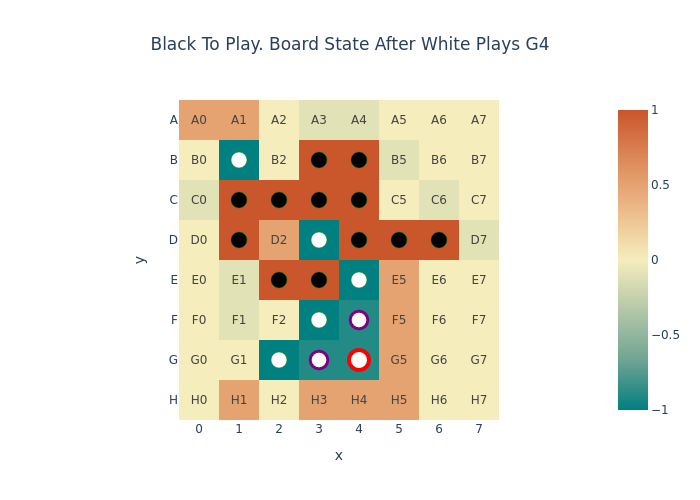 Black To Play. Board State After White Plays G4
A A0 A1 A2 A3 A4 A5 A6 A7 1
B B0 B2 B5 B6 B7
C C0 C5 C6 C7 0.5
D D0 D2 D7 0
y E E0 E1 E5 E6 E7
F F0 F1 F2 F5 F6 F7 −0.5
G G0 G1 G5 G6 G7
H H0 H1 H2 H3 H4 H5 H6 H7 −1
0 1 2 3 4 5 6 7
x